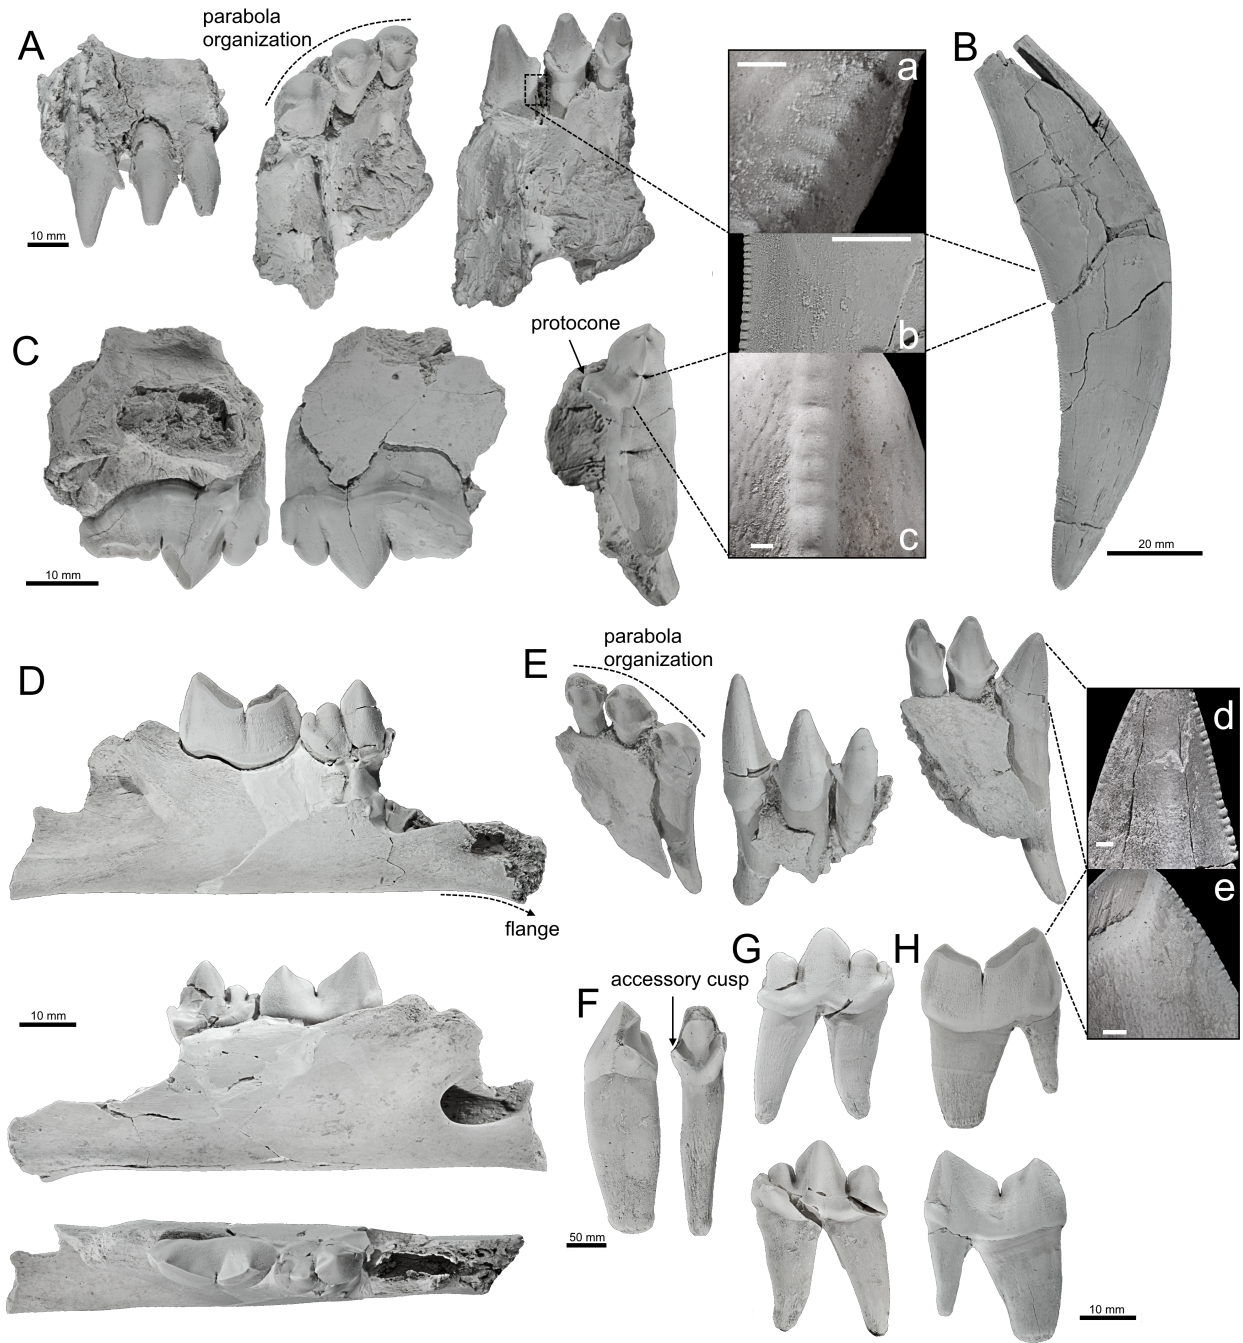 A
parabola
organization
10 mm
a
b
c
B
20 mm
C
protocone
10 mm
D
flange
10 mm
E
parabola
organization
d
e
F
accessory cusp
50 mm
G
H
10 mm